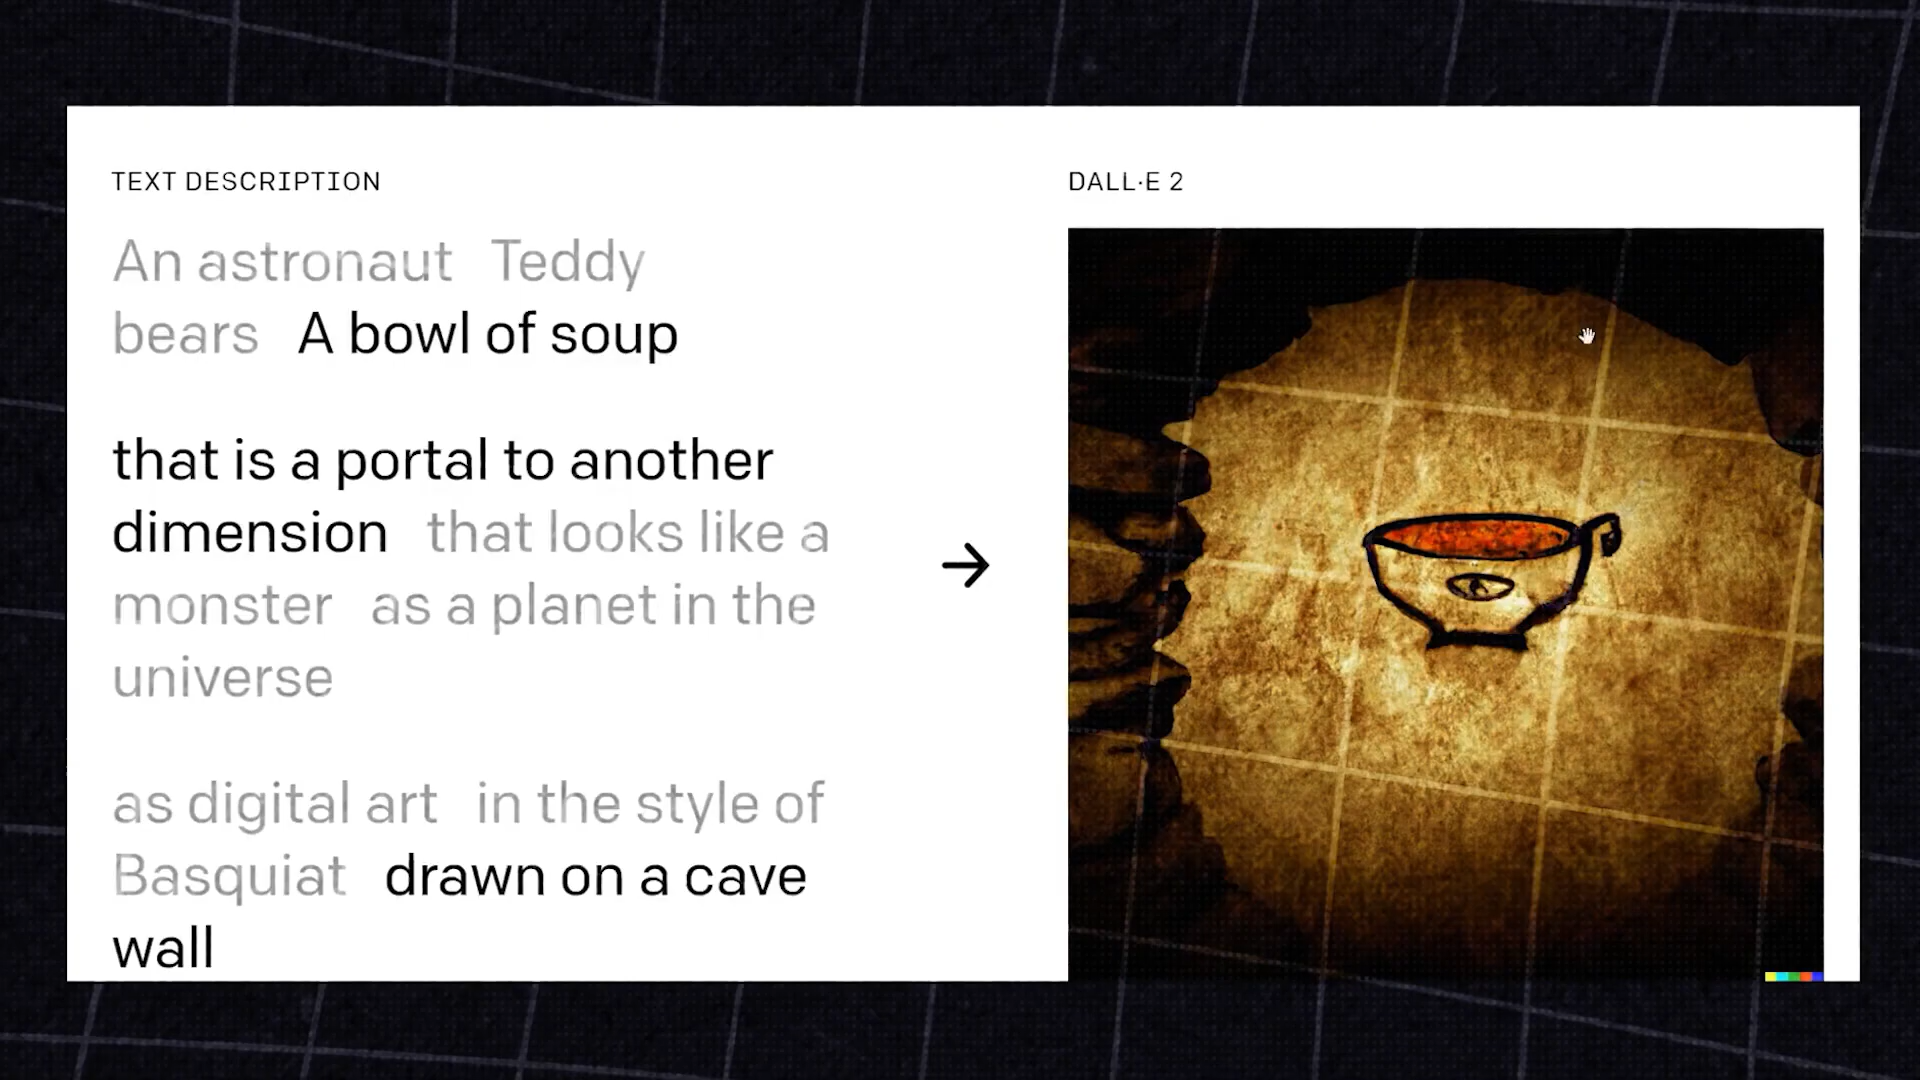 TEXT DESCRIPTION
An astronaut Teddy
bears A bowl of soup
that is a portal to another
dimension that looks like a
monster as a planet in the
universe
as digital art in the style of
Basquiat drawn on a cave
wall
DALL·E 2